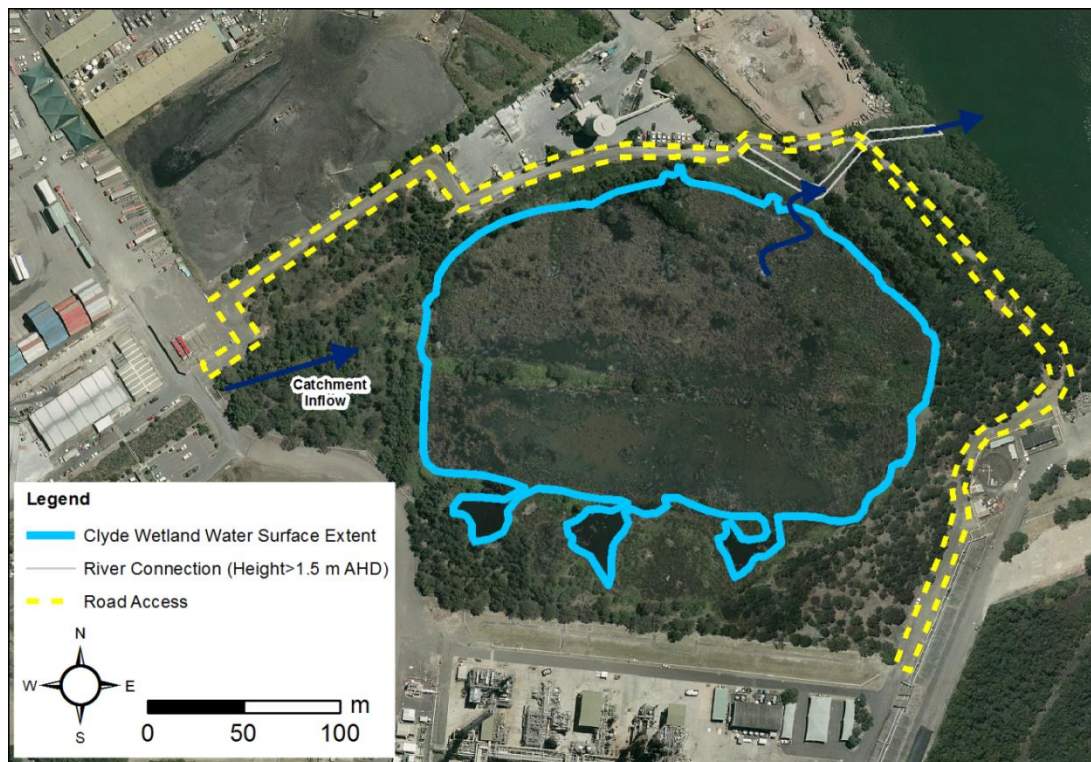 Catchment
Inflow
Legend
Clyde Wetland Water Surface Extent
River Connection (Height>1.5 m AHD)
Road Access
N
W E
S
m
0 50 100